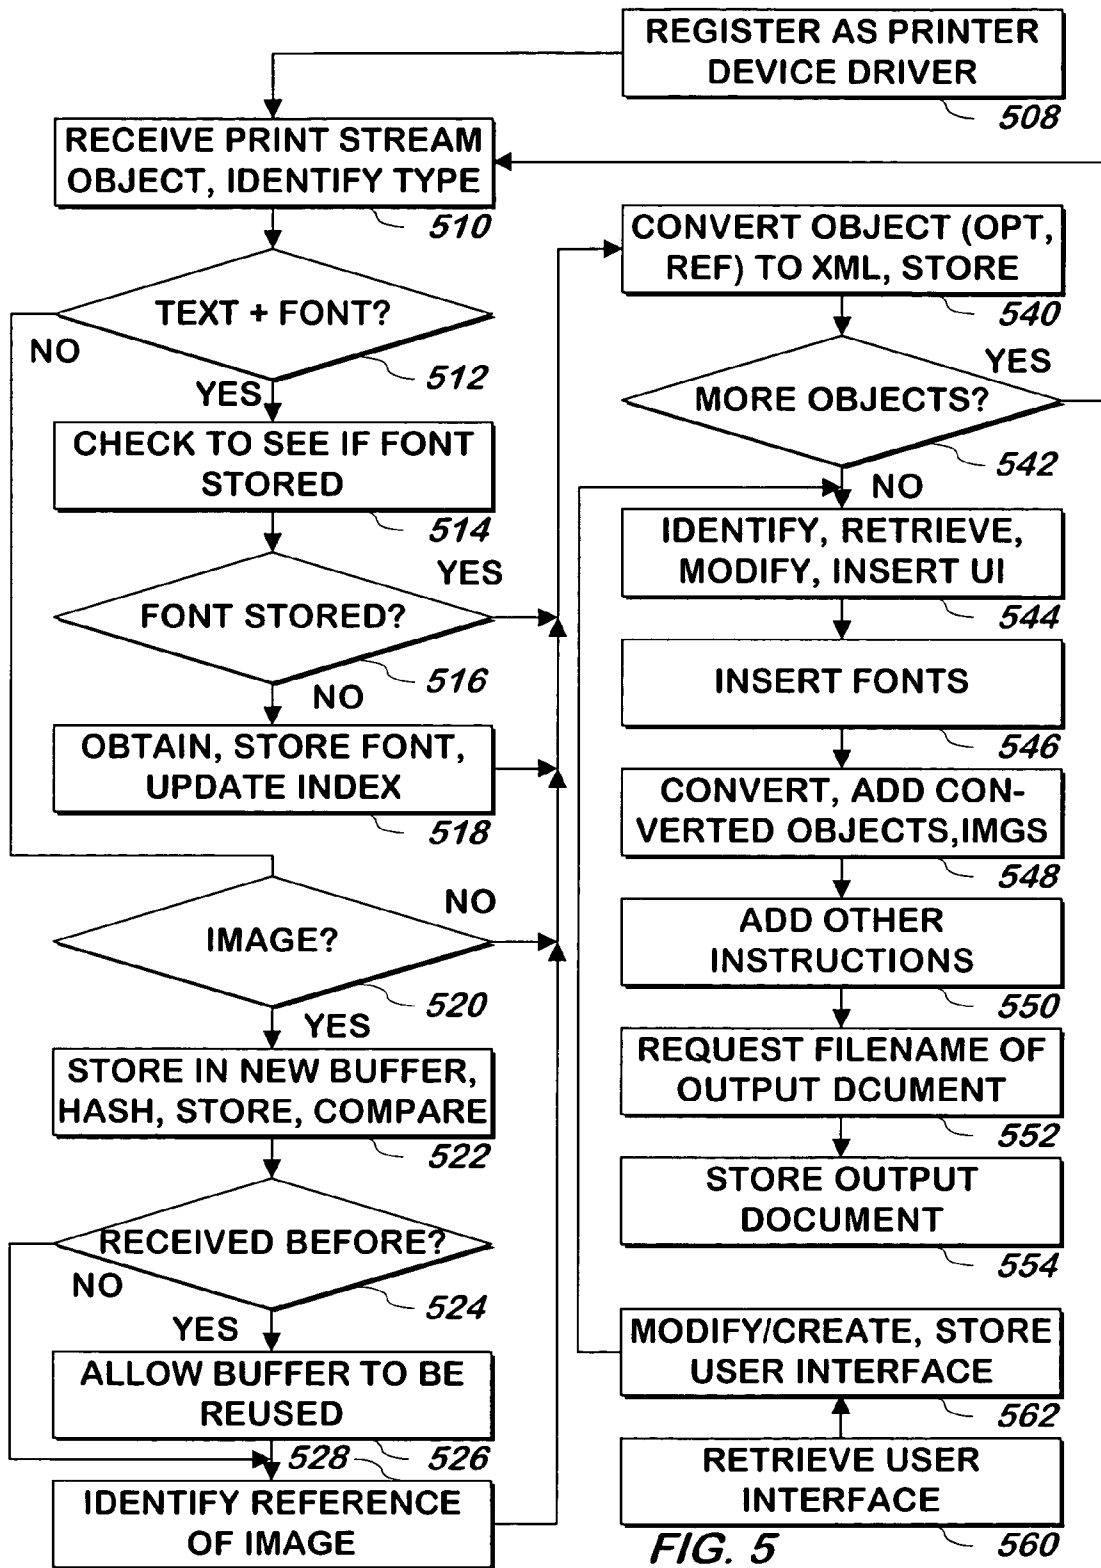 REGISTER AS PRINTER
DEVICE DRIVER
508
RECEIVE PRINT STREAM
OBJECT, IDENTIFY TYPE
510
TEXT + FONT?
NO
512
YES
CHECK TO SEE IF FONT
STORED
514
YES
FONT STORED?
516
NO
OBTAIN, STORE FONT,
UPDATE INDEX
518
NO
IMAGE?
520
YES
STORE IN NEW BUFFER,
HASH, STORE, COMPARE
522
RECEIVED BEFORE?
NO
524
YES
ALLOW BUFFER TO BE
REUSED
528
526
IDENTIFY REFERENCE
OF IMAGE
CONVERT OBJECT (OPT,
REF) TO XML, STORE
540
YES
MORE OBJECTS?
542
NO
IDENTIFY, RETRIEVE,
MODIFY, INSERT UI
544
INSERT FONTS
546
CONVERT, ADD CON-
VERTED OBJECTS,IMGS
548
ADD OTHER
INSTRUCTIONS
550
REQUEST FILENAME OF
OUTPUT DCUMENT
552
STORE OUTPUT
DOCUMENT
554
MODIFY/CREATE, STORE
USER INTERFACE
562
RETRIEVE USER
INTERFACE
560
FIG. 5